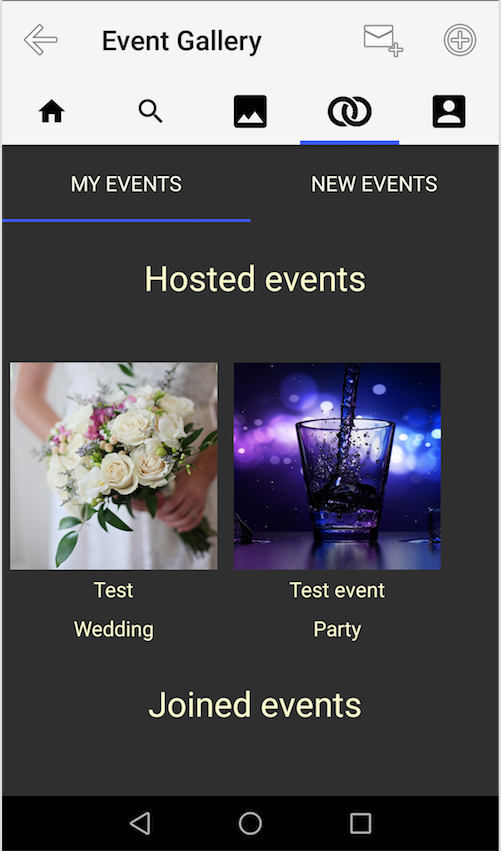 Event Gallery
MY EVENTS
NEW EVENTS
Hosted events
Test
Wedding
Test event
Party
Joined events